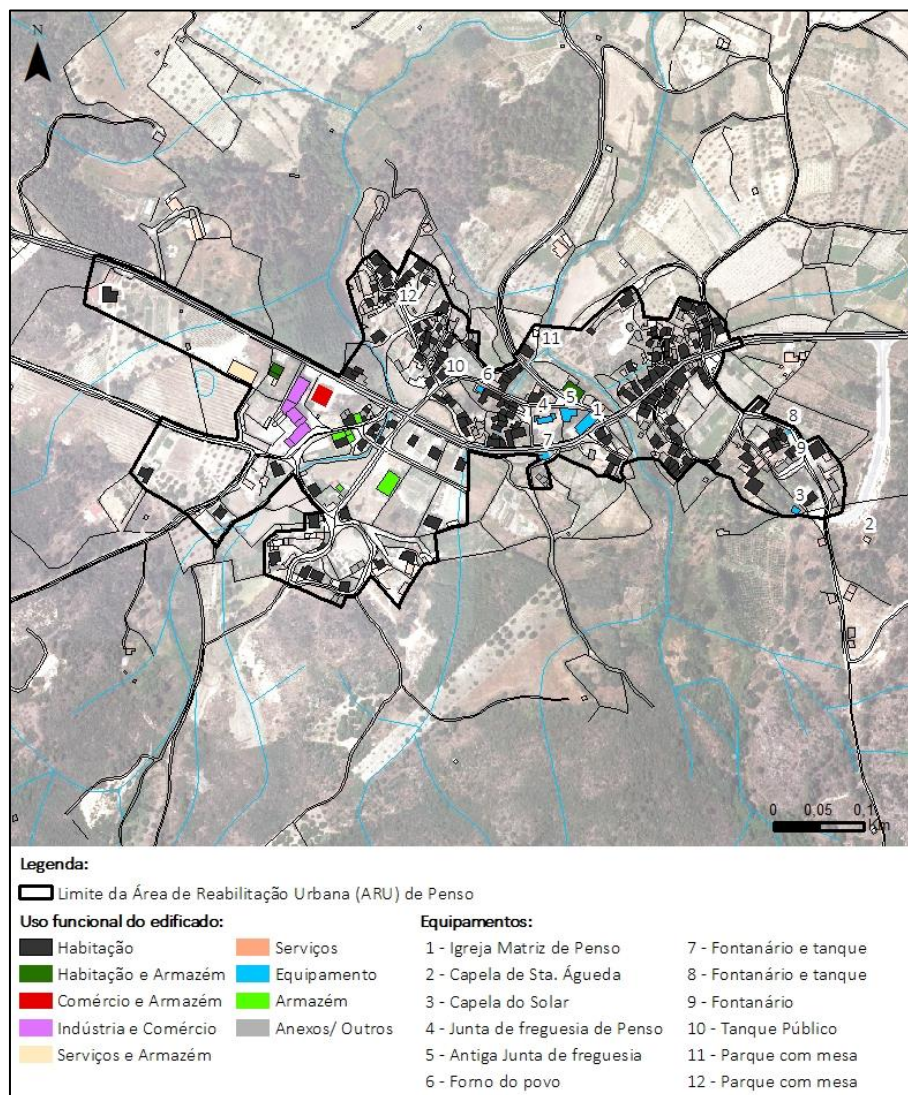 N
12
11
10
6
5
4
1
7
8
9
3
2
0 0,05 0,1
Km
Legenda:
Limite da Área de Reabilitação Urbana (ARU) de Penso
Uso funcional do edificado:
Habitação
Habitação e Armazém
Comércio e Armazém
Indústria e Comércio
Serviços e Armazém
Serviços
Equipamento
Armazém
Anexos/ Outros
Equipamentos:
1 - Igreja Matriz de Penso
2 - Capela de Sta. Águeda
3 - Capela do Solar
4 - Junta de freguesia de Penso
5 - Antiga Junta de freguesia
6 - Forno do povo
7 - Fontanário e tanque
8 - Fontanário e tanque
9 - Fontanário
10 - Tanque Público
11 - Parque com mesa
12 - Parque com mesa